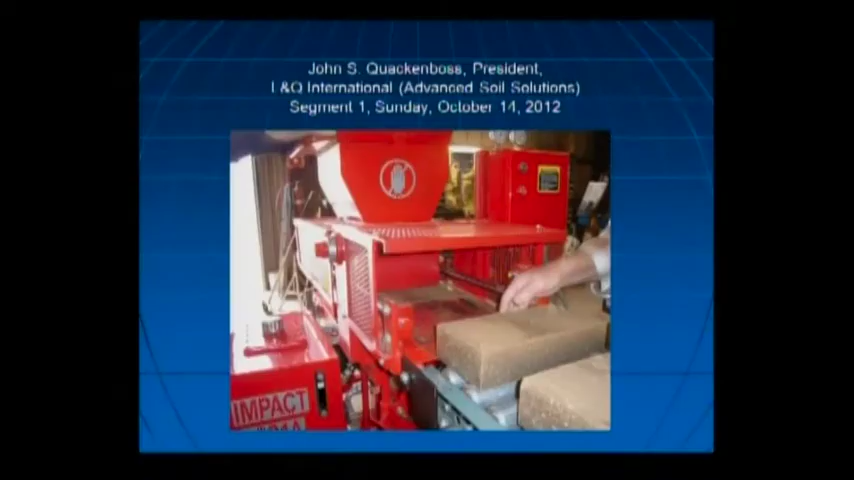 John S. Quackenboss, President,
L&Q International (Advanced Soil Solutions)
Segment 1, Sunday, October 14, 2012
IMPACT